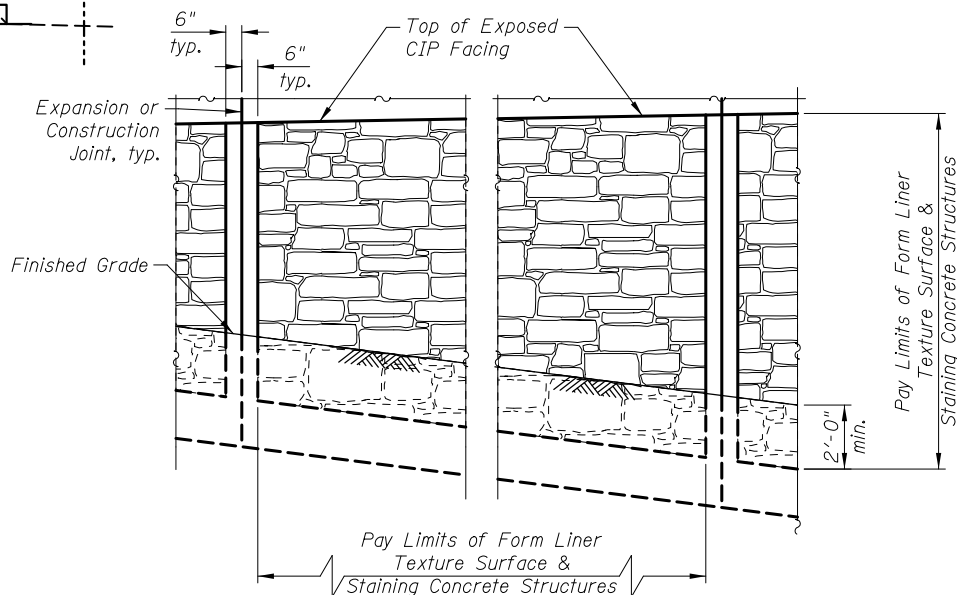 6"
typ.
6"
typ.
Top of Exposed
CIP Facing
Expansion or
Construction
Joint, typ.
Finished Grade
2'-0"
min.
Pay Limits of Form Liner
Texture Surface &
Staining Concrete Structures
Pay Limits of Form Liner
Texture Surface &
Staining Concrete Structures